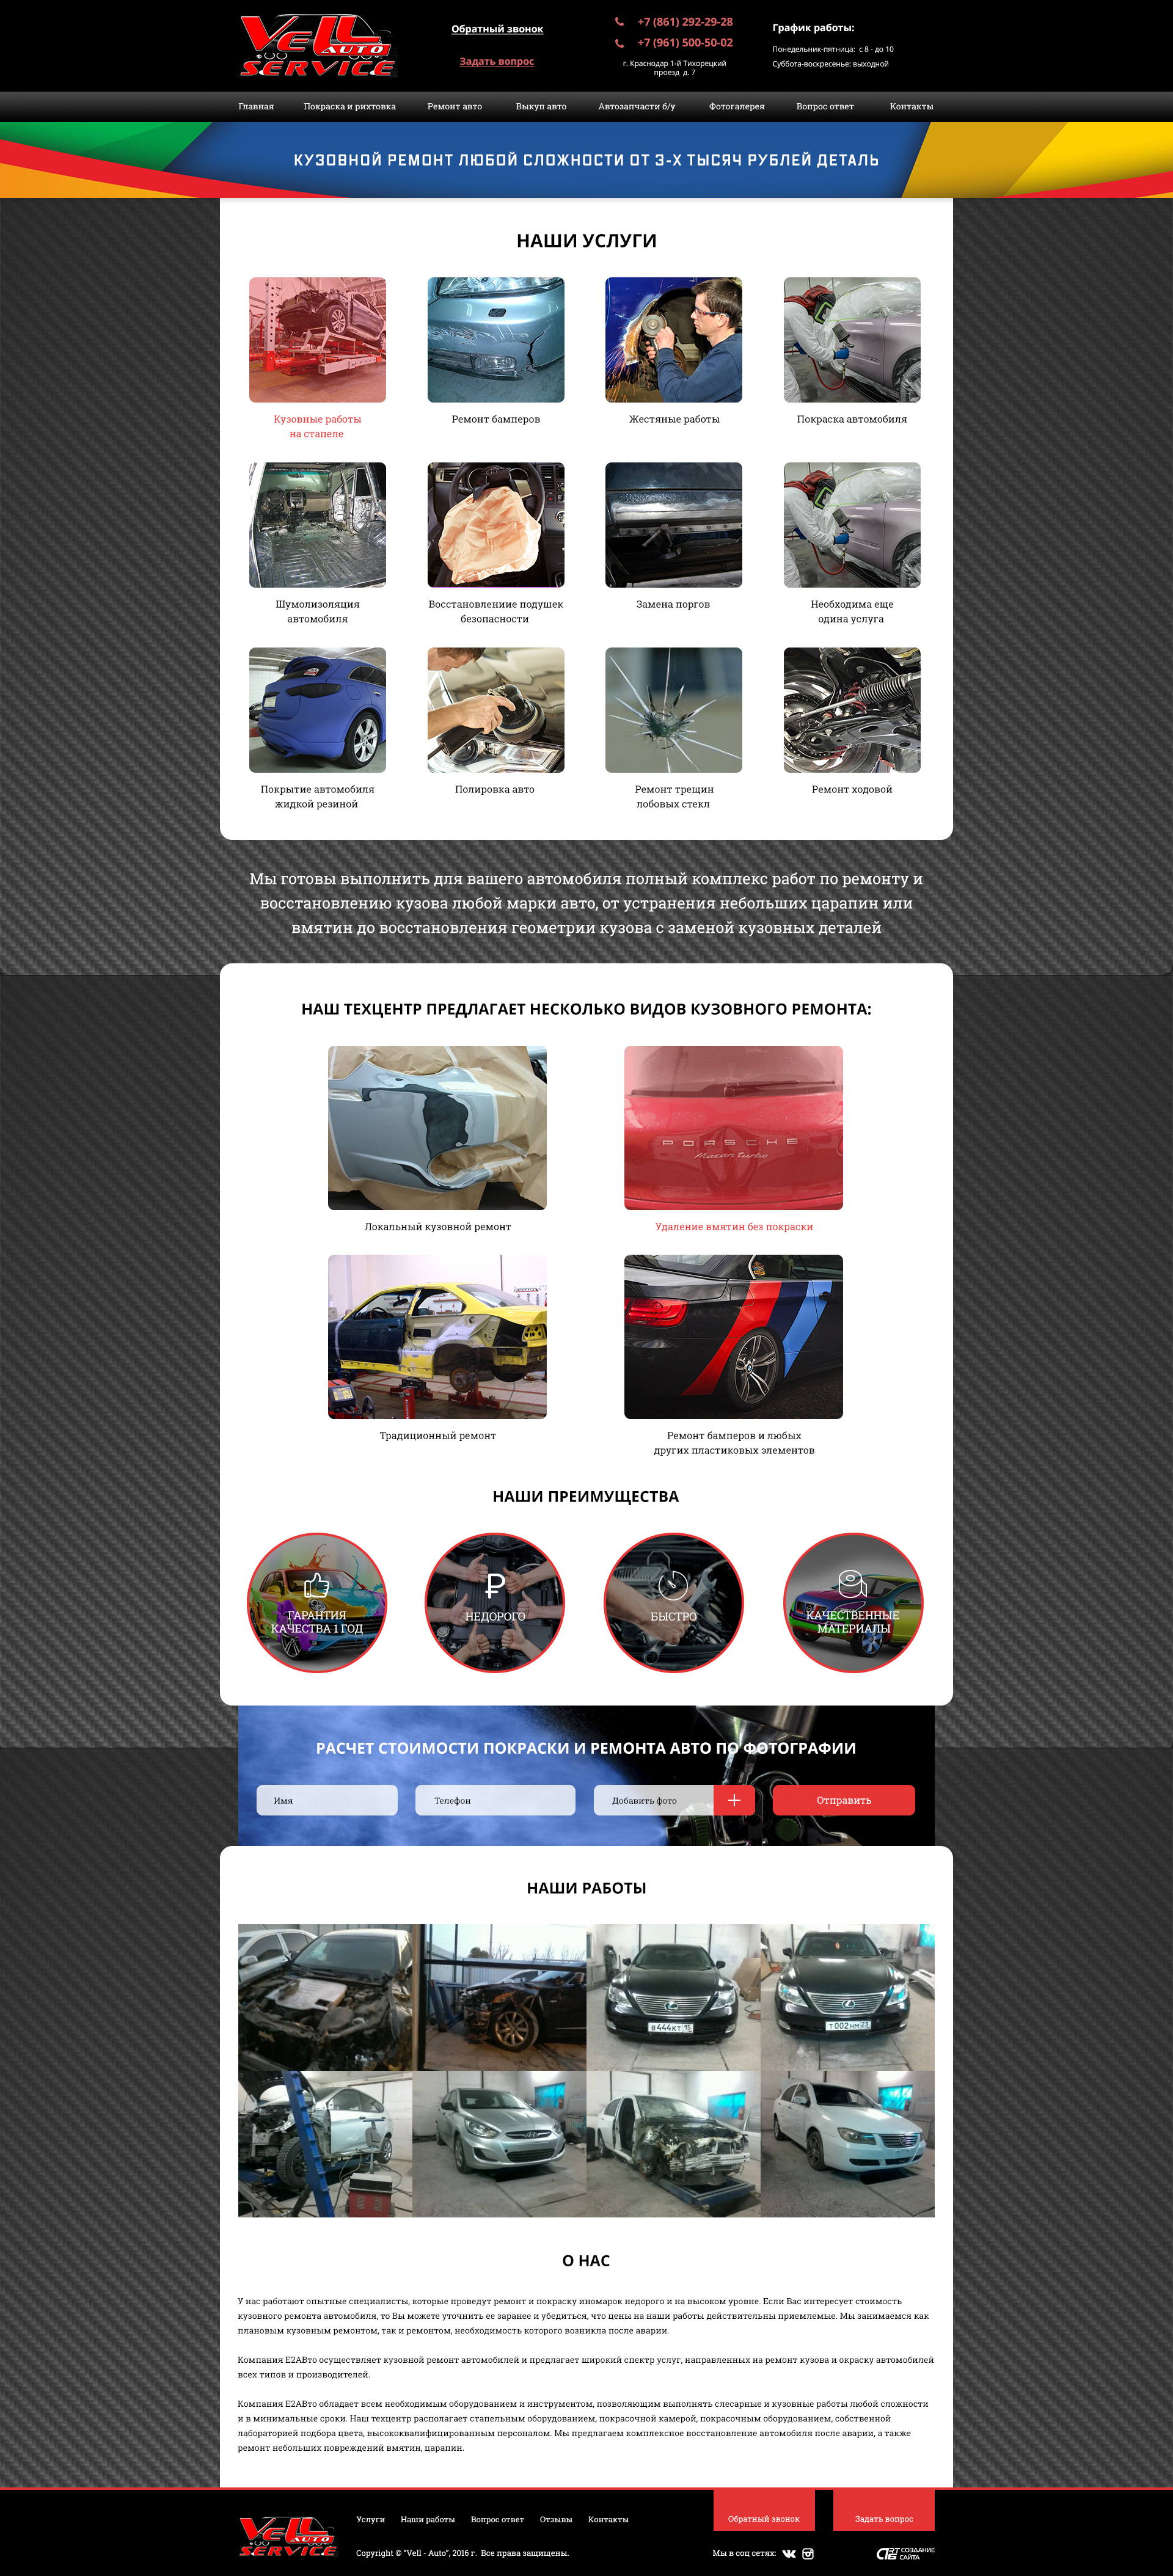 Vell
AUTO
SERVICE
Обратный звонок
Задать вопрос
+7 (861) 292-29-28
+7 (961) 500-50-02
г. Краснодар 1-й Тихорецкий
проезд д. 7
График работы:
Понедельник-пятница: с 8 - до 10
Суббота-воскресенье: выходной
Главная Покраска и рихтовка Ремонт авто Выкуп авто Автозапчасти б/у Фотогалерея Вопрос ответ Контакты
КУЗОВНОЙ РЕМОНТ ЛЮБОЙ СЛОЖНОСТИ ОТ 3-Х ТЫСЯЧ РУБЛЕЙ ДЕТАЛЬ
НАШИ УСЛУГИ
Кузовные работы
на стапеле
Ремонт бамперов
Жестяные работы
Покраска автомобиля
Шумолизоляция
автомобиля
Восстановлениие подушек
безопасности
Замена поргов
Необходима еще
одина услуга
Покрытие автомобиля
жидкой резиной
Полировка авто
Ремонт трещин
лобовых стекл
Ремонт ходовой
Мы готовы выполнить для вашего автомобиля полный комплекс работ по ремонту и
восстановлению кузова любой марки авто, от устранения небольших царапин или
вмятин до восстановления геометрии кузова с заменой кузовных деталей
НАШ ТЕХЦЕНТР ПРЕДЛАГАЕТ НЕСКОЛЬКО ВИДОВ КУЗОВНОГО РЕМОНТА:
PORSCHE
Macan turbo
Локальный кузовной ремонт
Удаление вмятин без покраски
Традиционный ремонт
Ремонт бамперов и любых
других пластиковых элементов
НАШИ ПРЕИМУЩЕСТВА
ГАРАНТИЯ
КАЧЕСТВА 1 ГОД
НЕДОРОГО
БЫСТРО
КАЧЕСТВЕННЫЕ
МАТЕРИАЛЫ
РАСЧЕТ СТОИМОСТИ ПОКРАСКИ И РЕМОНТА АВТО ПО ФОТОГРАФИИ
Имя
Телефон
Добавить фото
Отправить
НАШИ РАБОТЫ
В444КТ 15
Т002НМ 23
О НАС
У нас работают опытные специалисты, которые проведут ремонт и покраску иномарок недорого и на высоком уровне. Если Вас интересует стоимость
кузовного ремонта автомобиля, то Вы можете уточнить ее заранее и убедиться, что цены на наши работы действительны приемлемые. Мы занимаемся как
плановым кузовным ремонтом, так и ремонтом, необходимость которого возникла после аварии.
Компания Е2АВто осуществляет кузовной ремонт автомобилей и предлагает широкий спектр услуг, направленных на ремонт кузова и окраску автомобилей
всех типов и производителей.
Компания Е2АВто обладает всем необходимым оборудованием и инструментом, позволяющим выполнять слесарные и кузовные работы любой сложности
и в минимальные сроки. Наш техцентр располагает стапельным оборудованием, покрасочной камерой, покрасочным оборудованием, собственной
лабораторией подбора цвета, высококвалифицированным персоналом. Мы предлагаем комплексное восстановление автомобиля после аварии, а также
ремонт небольших повреждений вмятин, царапин.
Vell
AUTO
SERVICE
Услуги Наши работы Вопрос ответ Отзывы Контакты
Обратный звонок
Задать вопрос
Copyright © "Vell - Auto", 2016 г. Все права защищены.
Мы в соц сетях:
СОЗДАНИЕ
САЙТА